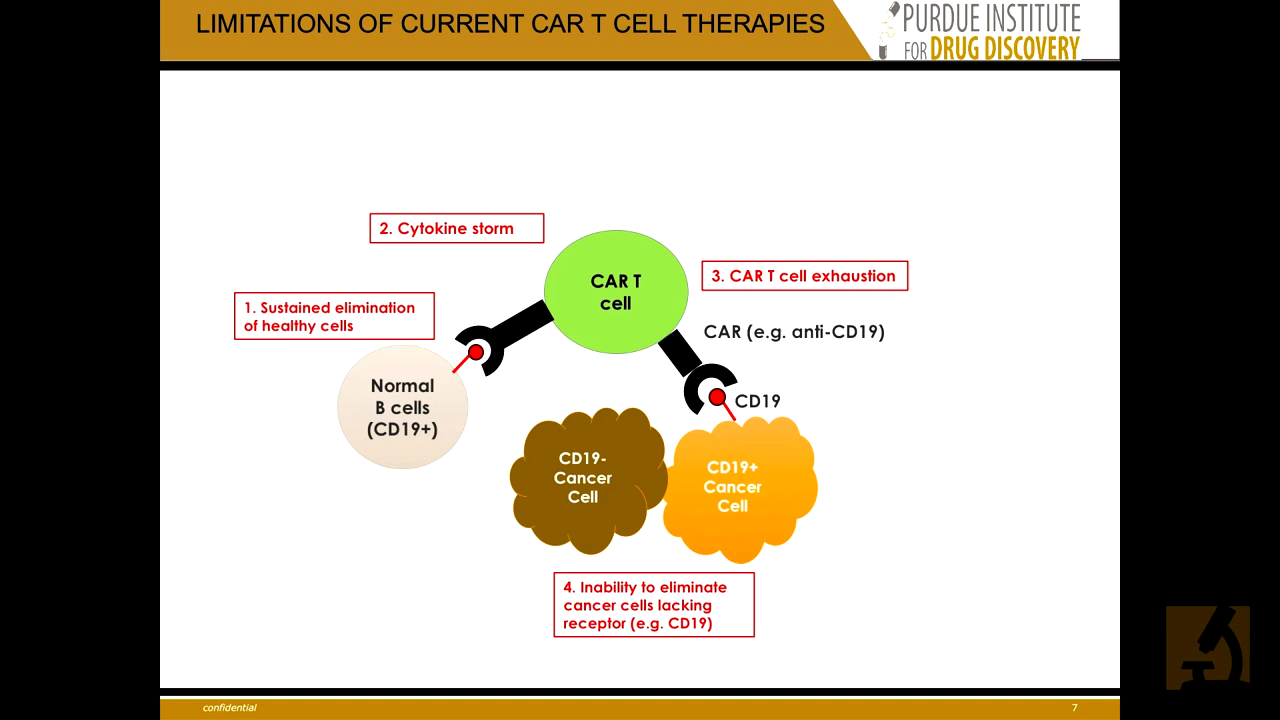 LIMITATIONS OF CURRENT CAR T CELL THERAPIES
PURDUE INSTITUTE
FOR DRUG DISCOVERY
2. Cytokine storm
CAR T
cell
3. CAR T cell exhaustion
1. Sustained elimination
of healthy cells
CAR (e.g. anti-CD19)
Normal
B cells
(CD19+)
CD19
CD19-
Cancer
Cell
CD19+
Cancer
Cell
4. Inability to eliminate
cancer cells lacking
receptor (e.g. CD19)
confidential
7